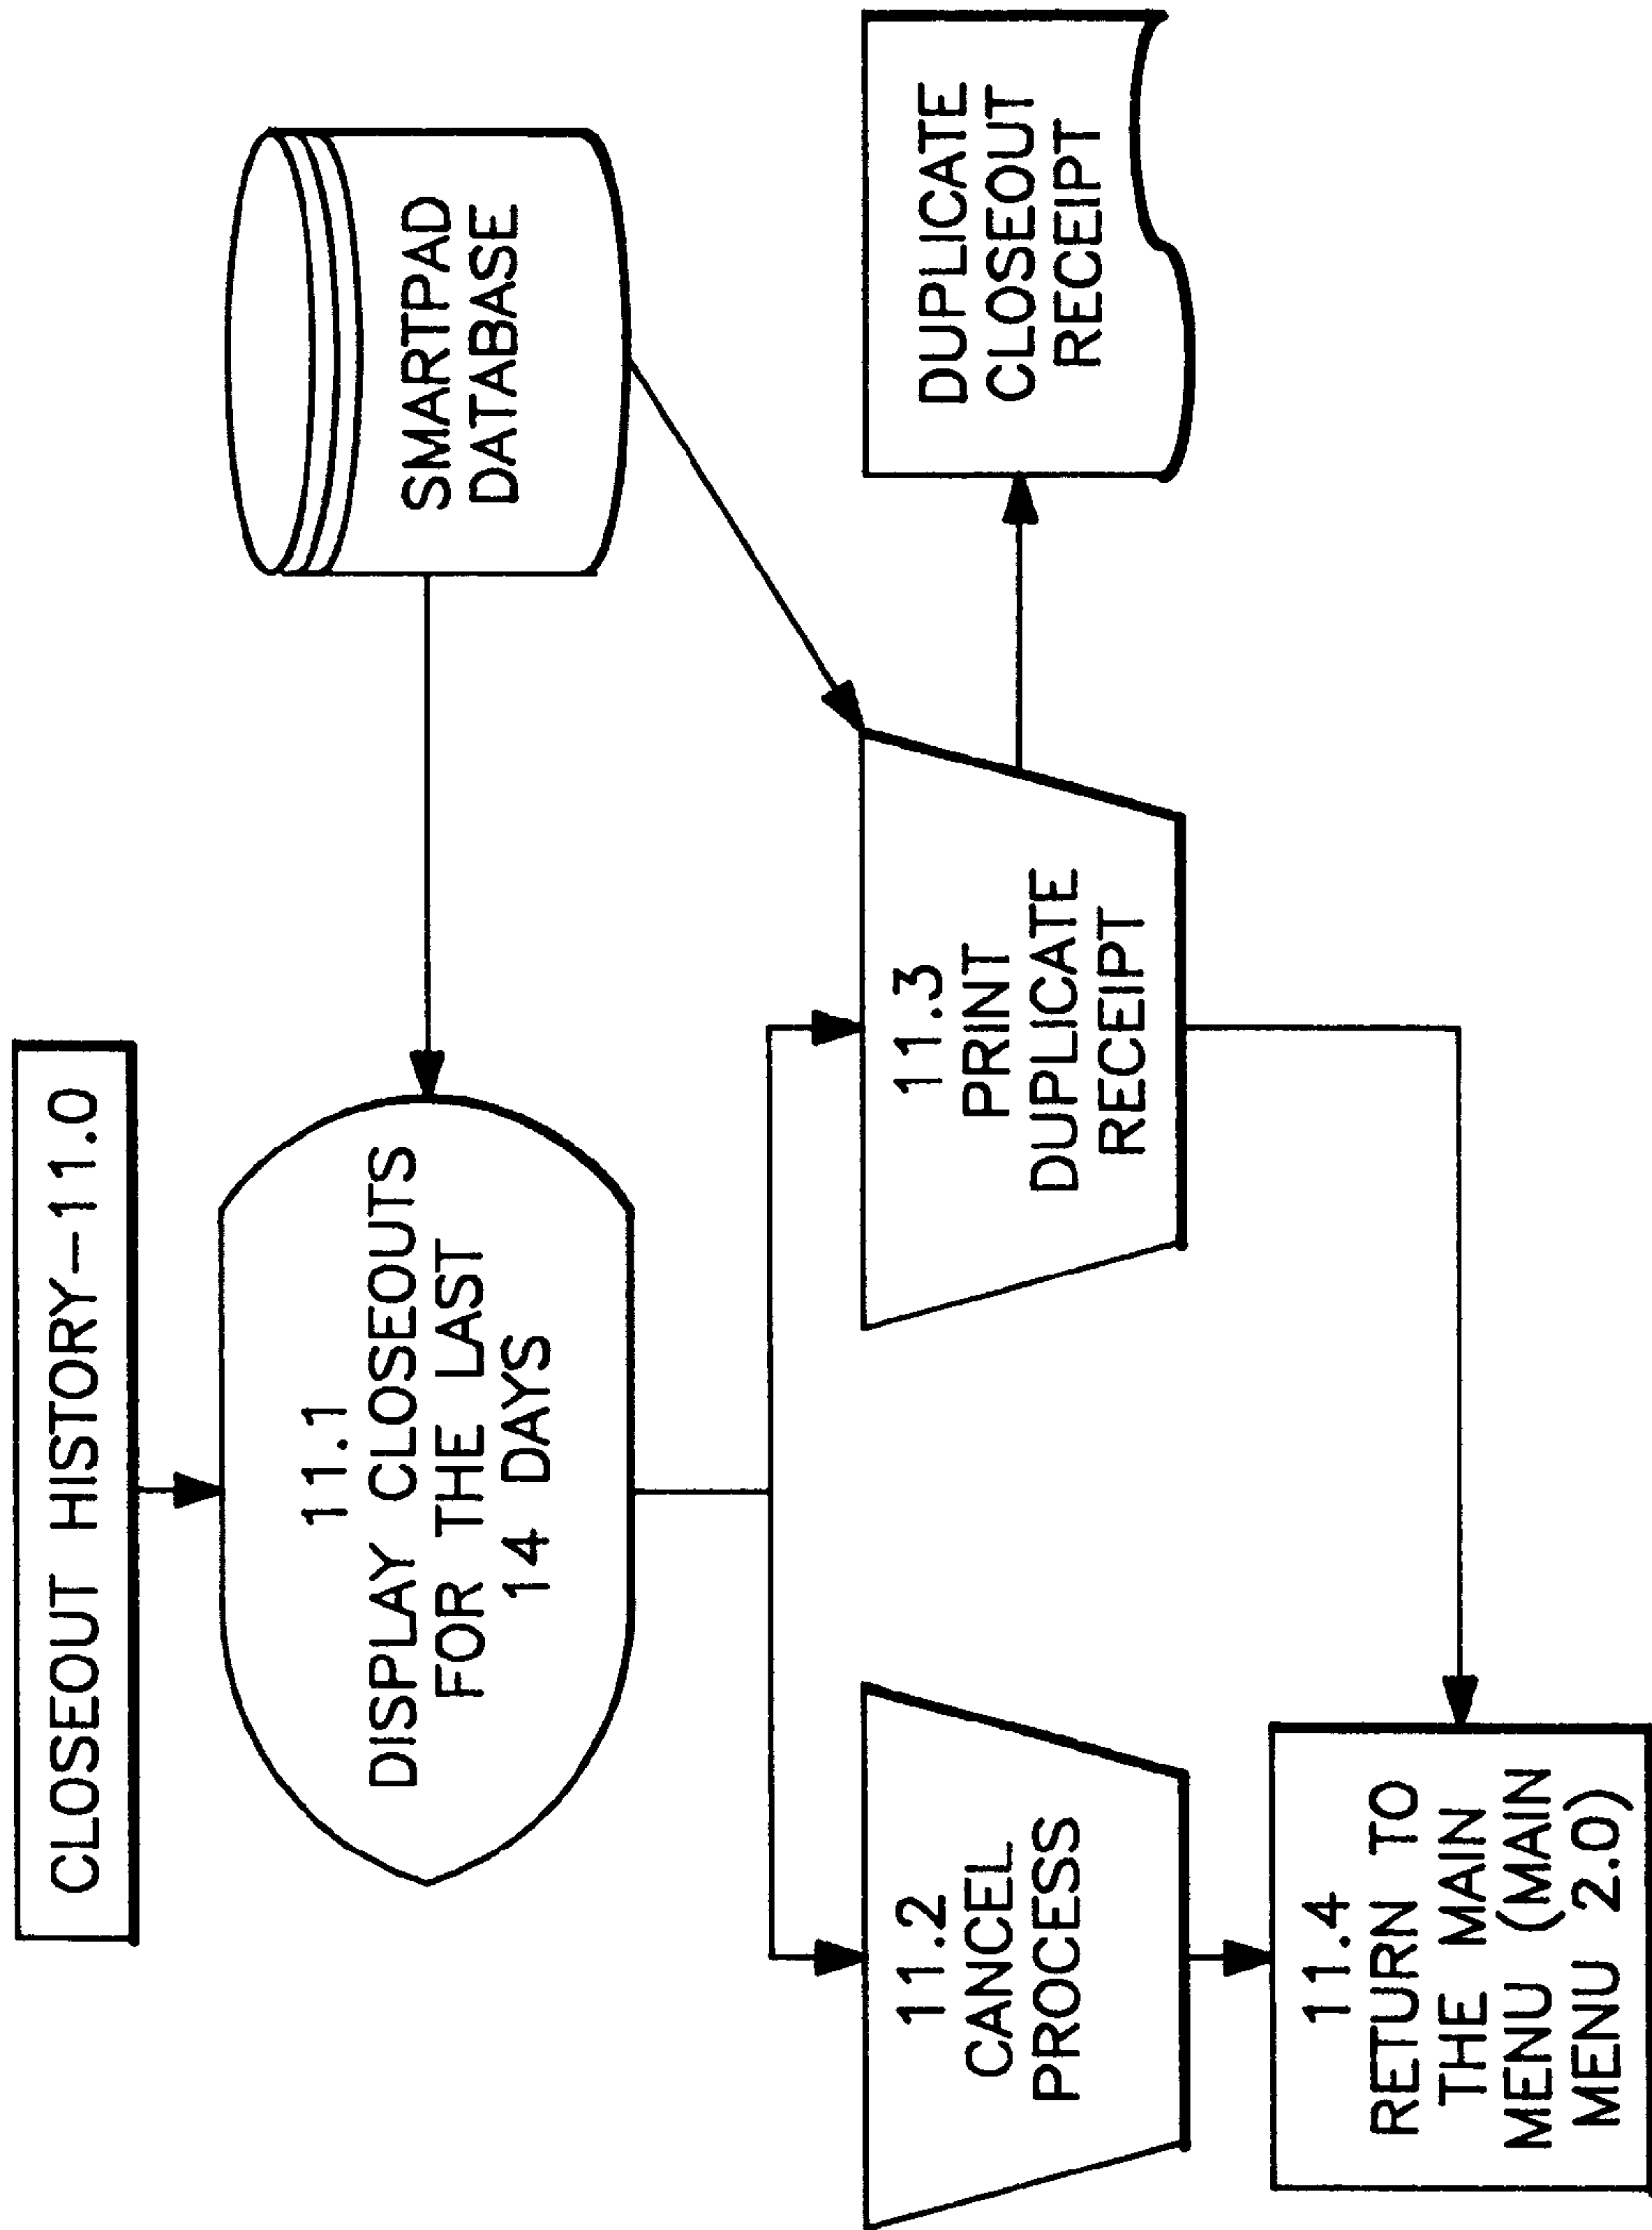 CLOSEOUT HISTORY-11.0
11.1
DISPLAY CLOSEOUTS
FOR THE LAST
14 DAYS
SMARTPAD
DATABASE
11.2
CANCEL
PROCESS
11.3
PRINT
DUPLICATE
RECEIPT
DUPLICATE
CLOSEOUT
RECEIPT
11.4
RETURN TO
THE MAIN
MENU (MAIN
MENU 2.0)